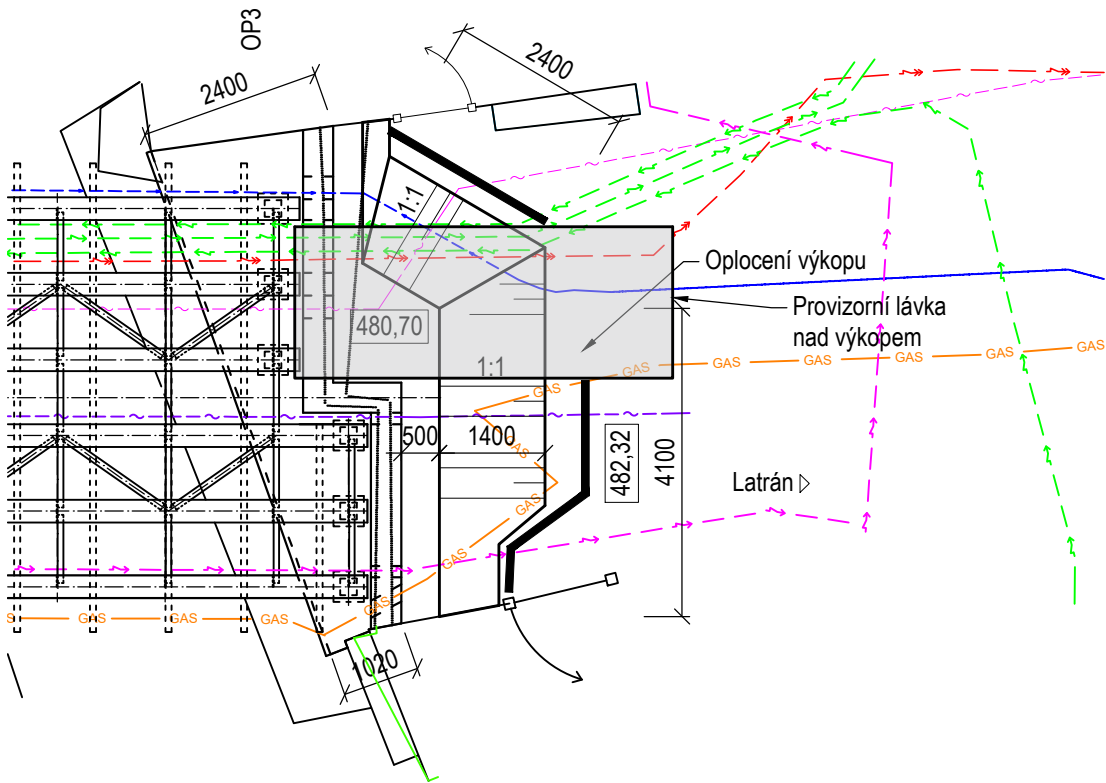 OP3
2400
2400
1:1
Oplocení výkopu
Provizorní lávka
nad výkopem
480,70
1:1
GAS
GAS
GAS
GAS
GAS
GAS
GAS
500
1400
482,32
4100
Latrán
GAS
GAS
GAS
GAS
GAS
GAS
GAS
GAS
1020